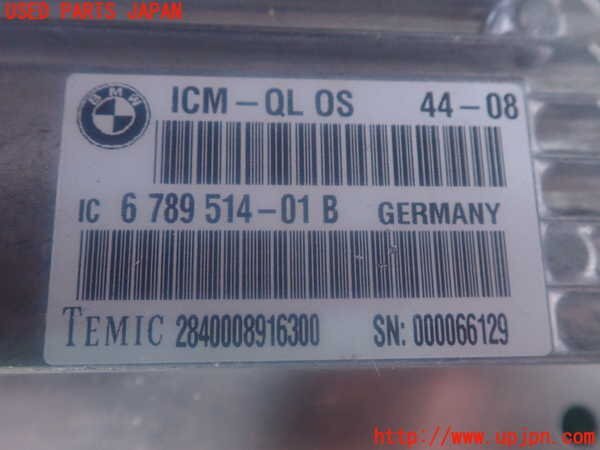 USED PARTS JAPAN
BMW
ICM-QL OS 44-08
IC 6 789 514-01 B GERMANY
TEMIC 2840008916300 SN: 000066129
http://www.upjpn.com/